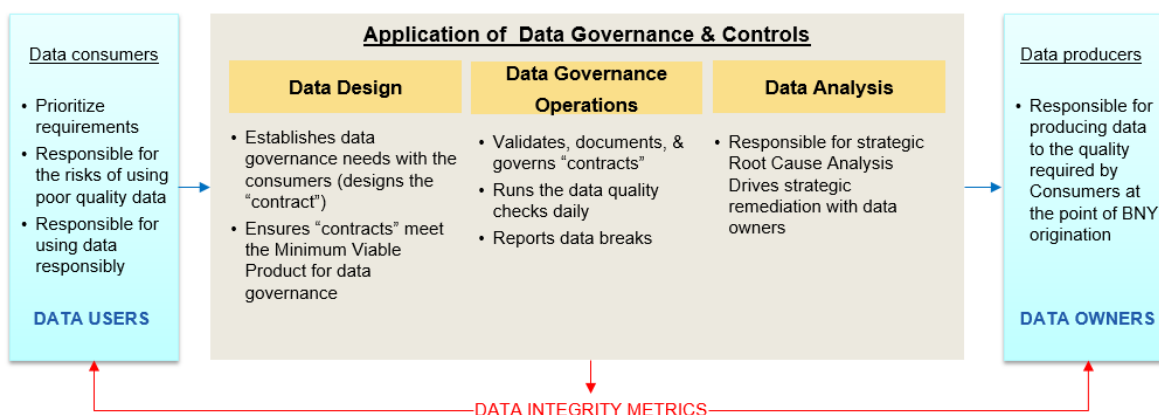 Data consumers
• Prioritize
requirements
• Responsible for
the risks of using
poor quality data
• Responsible for
using data
responsibly
DATA USERS
Application of Data Governance & Controls
Data Design
• Establishes data
governance needs with the
consumers (designs the
“contract”)
• Ensures “contracts” meet
the Minimum Viable
Product for data
governance
Data Governance
Operations
• Validates, documents, &
governs “contracts”
• Runs the data quality
checks daily
• Reports data breaks
Data Analysis
• Responsible for strategic
Root Cause Analysis
Drives strategic
remediation with data
owners
Data producers
• Responsible for
producing data
to the quality
required by
Consumers at
the point of BNY
origination
DATA OWNERS
DATA INTEGRITY METRICS